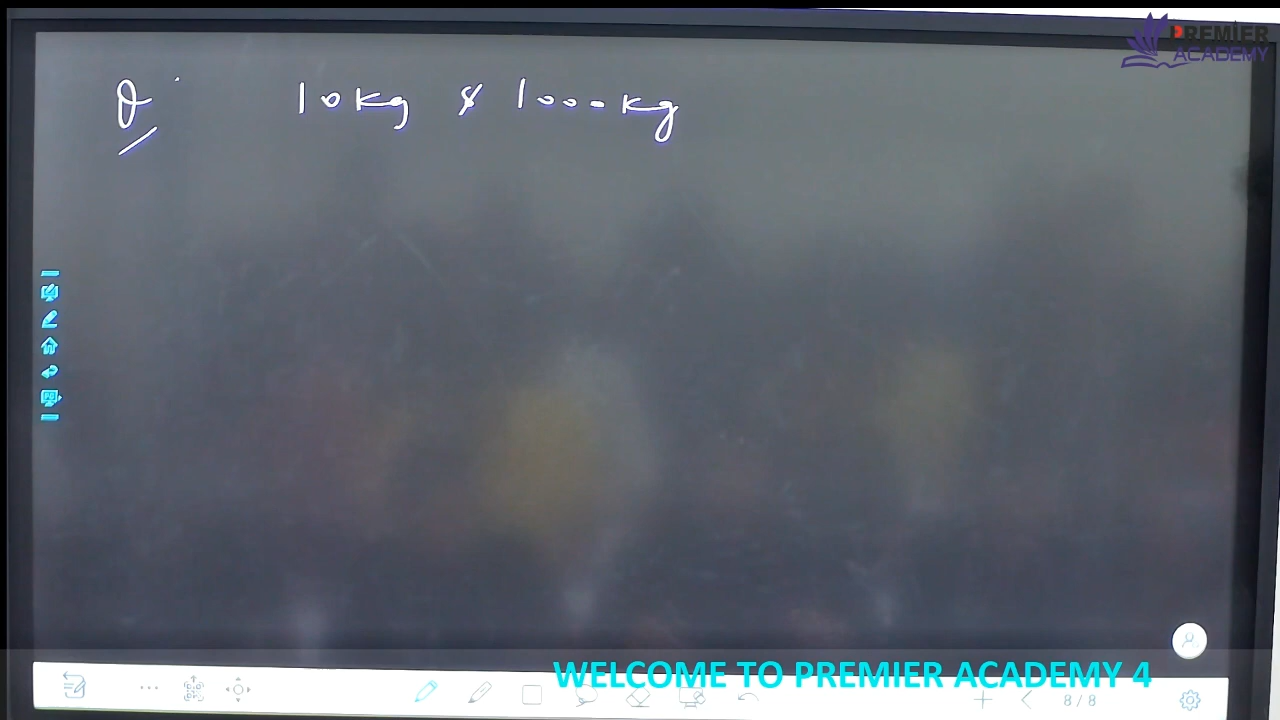 PREMIER
ACADEMY
Q 10kg & 1000kg
WELCOME TO PREMIER ACADEMY 4
8/8